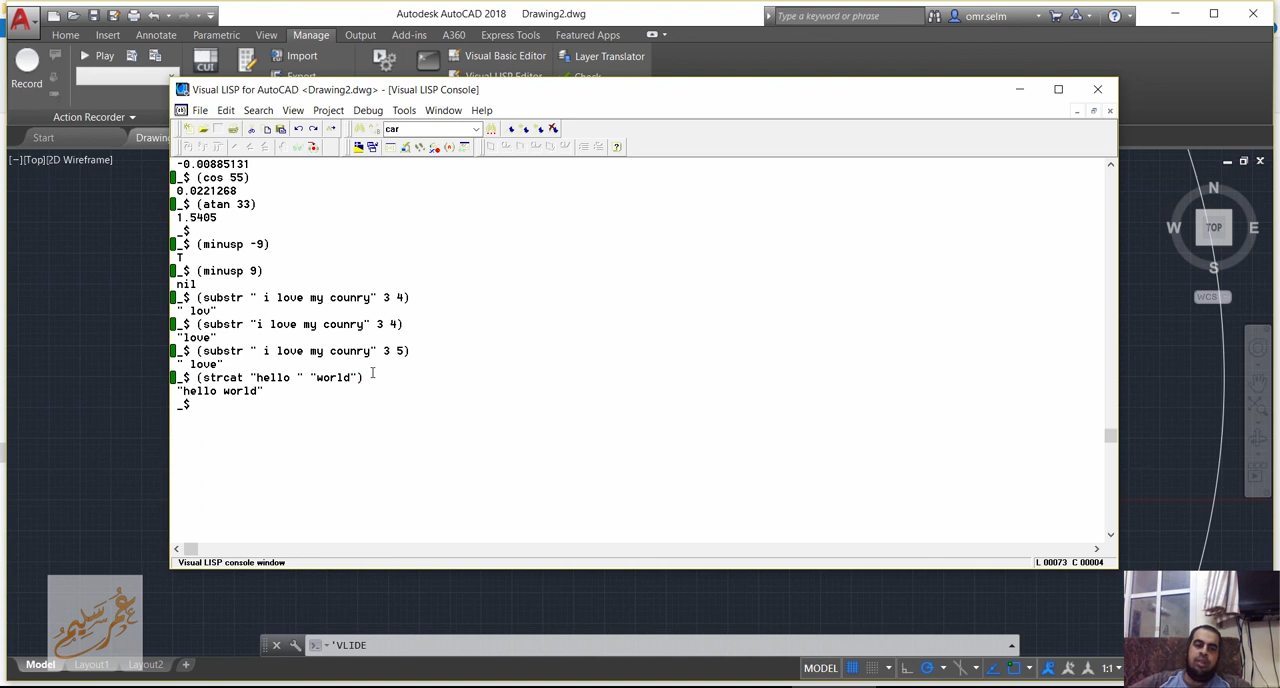 Autodesk AutoCAD 2018 Drawing2.dwg
Type a keyword or phrase
omr.selm
Home Insert Annotate Parametric View Manage Output Add-ins A360 Express Tools Featured Apps
Play
Import
Visual Basic Editor
Layer Translator
CUI
Record
Export
Action Recorder
Start
[−][Top][2D Wireframe]
Visual LISP for AutoCAD <Drawing2.dwg> - [Visual LISP Console]
File Edit Search View Project Debug Tools Window Help
car
-0.00885131
_$ (cos 55)
0.0221268
_$ (atan 33)
1.5405
_$
_$ (minusp -9)
T
_$ (minusp 9)
nil
_$ (substr " i love my counry" 3 4)
" lov"
_$ (substr "i love my counry" 3 4)
"love"
_$ (substr " i love my counry" 3 5)
" love"
_$ (strcat "hello " "world")
"hello world"
_$
Visual LISP console window
L 00073 C 00004
N
W TOP E
S
WCS
عمر سليم
'VLIDE
Model Layout1 Layout2 +
MODEL
1:1